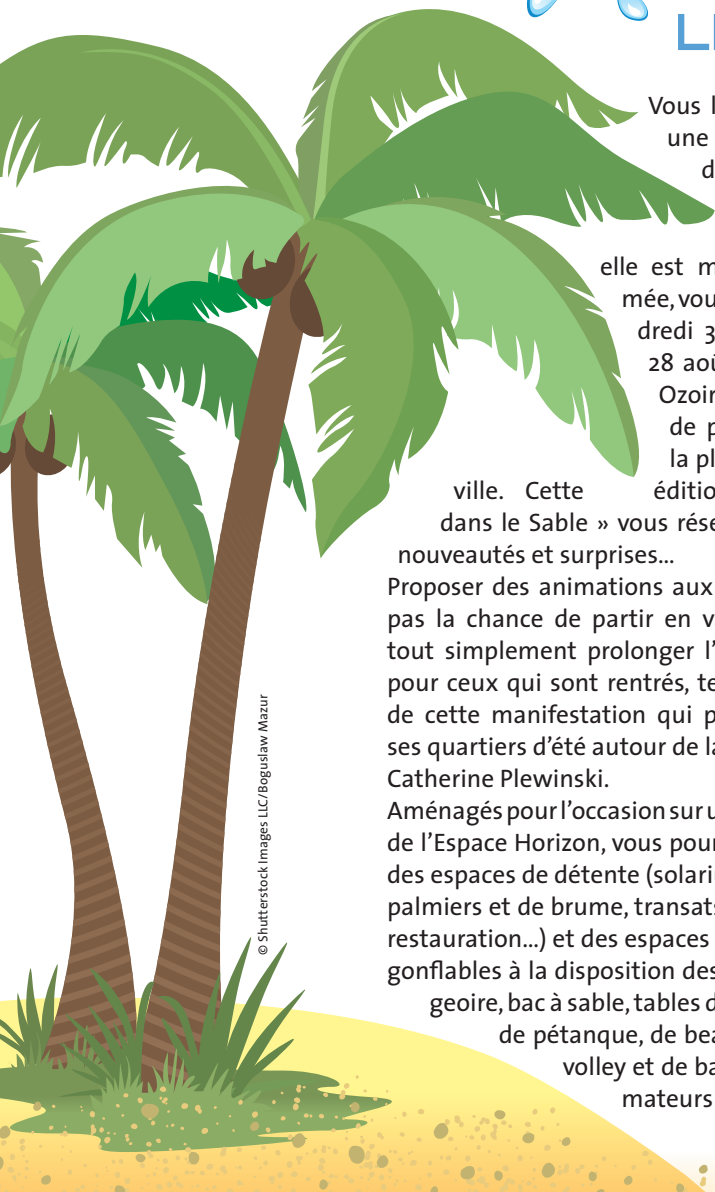 Vous l
une
d
elle est m
mée, vou
dredi 3
28 aoû
Ozoir
de p
la pl
ville. Cette éditio
dans le Sable » vous rése
nouveautés et surprises...
Proposer des animations aux
pas la chance de partir en v
tout simplement prolonger l’
pour ceux qui sont rentrés, te
de cette manifestation qui p
ses quartiers d’été autour de la
Catherine Plewinski.
Aménagés pour l’occasion sur u
de l’Espace Horizon, vous pour
des espaces de détente (solariu
palmiers et de brume, transats
restauration...) et des espaces
gonflables à la disposition des
geoire, bac à sable, tables d
de pétanque, de bea
volley et de ba
mateurs
© Shutterstock Images LLC/Boguslaw Mazur